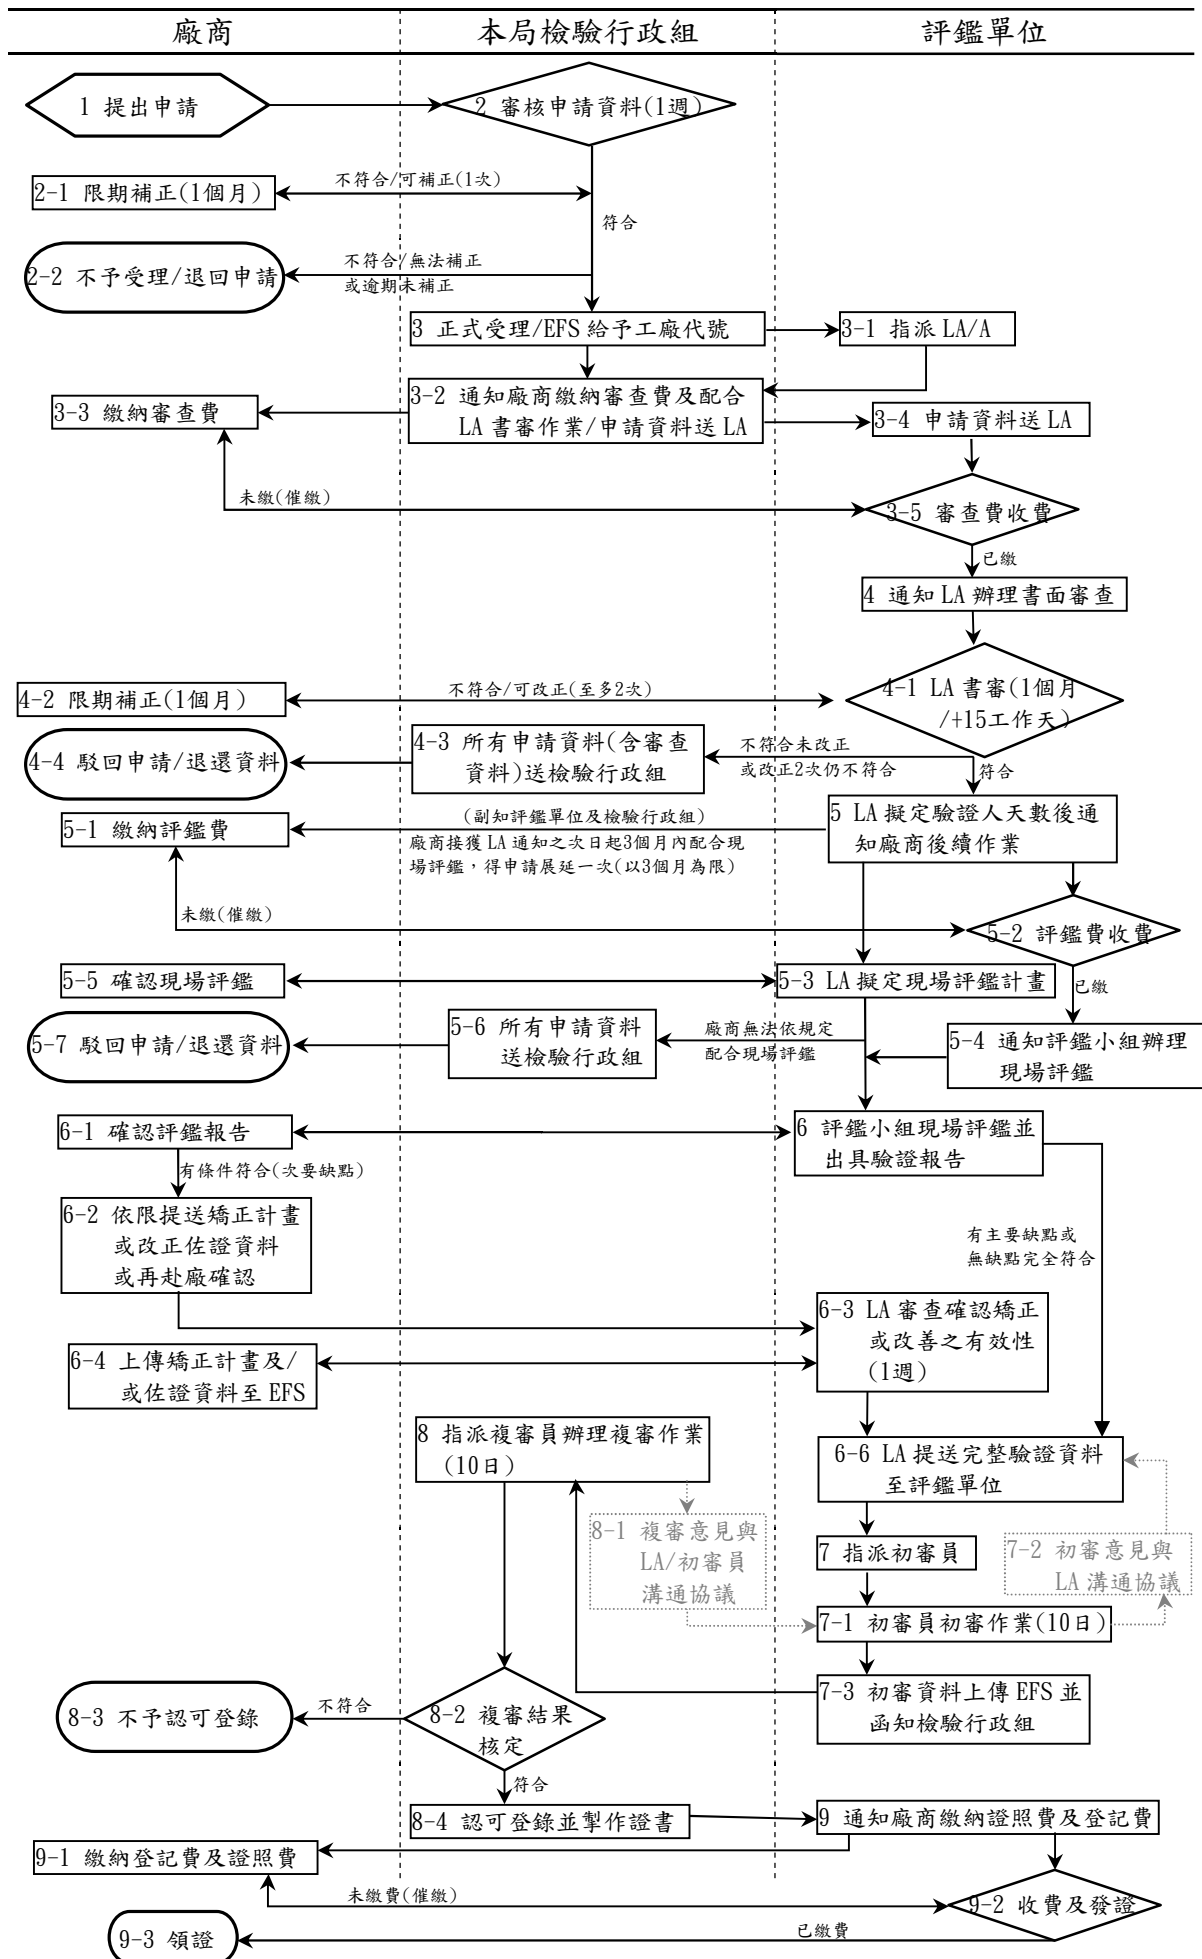 廠商
本局檢驗行政組
評鑑單位
1 提出申請
2 審核申請資料(1週)
2-1 限期補正(1個月)
不符合/可補正(1次)
符合
2-2 不予受理/退回申請
不符合/無法補正
或逾期未補正
3 正式受理/EFS 給予工廠代號
3-1 指派 LA/A
3-2 通知廠商繳納審查費及配合
LA 書審作業/申請資料送 LA
3-3 繳納審查費
3-4 申請資料送 LA
未繳(催繳)
3-5 審查費收費
已繳
4 通知 LA 辦理書面審查
4-1 LA 書審(1個月
/+15工作天)
4-2 限期補正(1個月)
不符合/可改正(至多2次)
4-3 所有申請資料(含審查
資料)送檢驗行政組
4-4 駁回申請/退還資料
不符合未改正
或改正2次仍不符合
符合
5 LA 擬定驗證人天數後通
知廠商後續作業
5-1 繳納評鑑費
(副知評鑑單位及檢驗行政組)
廠商接獲 LA 通知之次日起3個月內配合現
場評鑑，得申請展延一次(以3個月為限)
未繳(催繳)
5-2 評鑑費收費
5-5 確認現場評鑑
5-3 LA 擬定現場評鑑計畫
已繳
5-7 駁回申請/退還資料
5-6 所有申請資料
送檢驗行政組
廠商無法依規定
配合現場評鑑
5-4 通知評鑑小組辦理
現場評鑑
6-1 確認評鑑報告
6 評鑑小組現場評鑑並
出具驗證報告
有條件符合(次要缺點)
6-2 依限提送矯正計畫
或改正佐證資料
或再赴廠確認
有主要缺點或
無缺點完全符合
6-3 LA 審查確認矯正
或改善之有效性
(1週)
6-4 上傳矯正計畫及/
或佐證資料至 EFS
8 指派複審員辦理複審作業
(10日)
6-6 LA 提送完整驗證資料
至評鑑單位
8-1 複審意見與
LA/初審員
溝通協議
7 指派初審員
7-2 初審意見與
LA 溝通協議
7-1 初審員初審作業(10日)
7-3 初審資料上傳 EFS 並
函知檢驗行政組
8-3 不予認可登錄
不符合
8-2 複審結果
核定
符合
8-4 認可登錄並掣作證書
9 通知廠商繳納證照費及登記費
9-1 繳納登記費及證照費
未繳費(催繳)
9-2 收費及發證
已繳費
9-3 領證